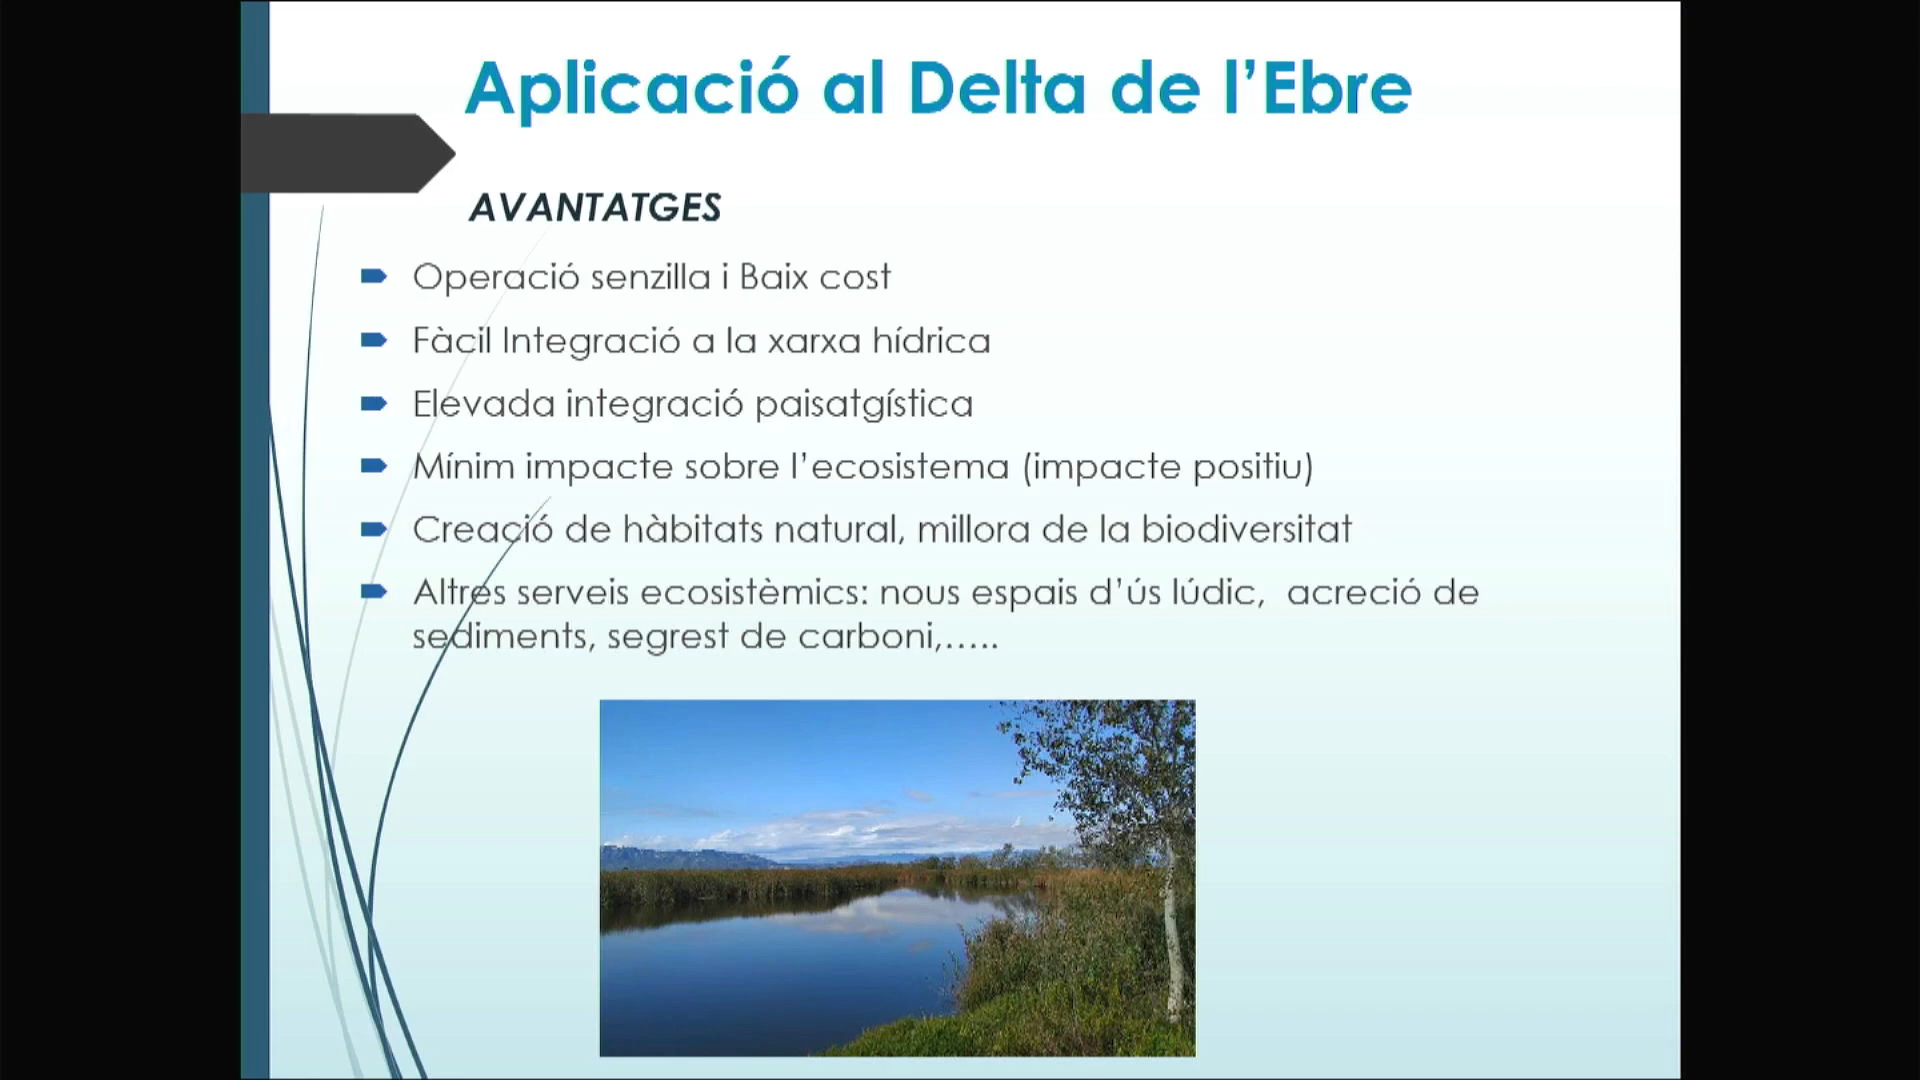 Aplicació al Delta de l’Ebre
AVANTATGES
Operació senzilla i Baix cost
Fàcil Integració a la xarxa hídrica
Elevada integració paisatgística
Mínim impacte sobre l’ecosistema (impacte positiu)
Creació de hàbitats natural, millora de la biodiversitat
Altres serveis ecosistèmics: nous espais d’ús lúdic, acreció de
sediments, segrest de carboni,…..